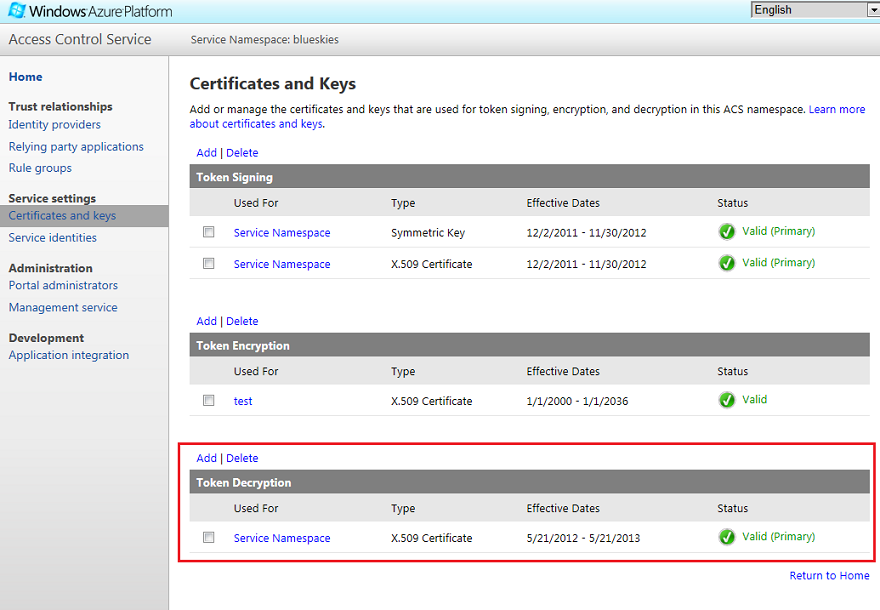 Windows Azure Platform
English
Access Control Service
Service Namespace: blueskies
Home
Trust relationships
Identity providers
Relying party applications
Rule groups
Service settings
Certificates and keys
Service identities
Administration
Portal administrators
Management service
Development
Application integration
Certificates and Keys
Add or manage the certificates and keys that are used for token signing, encryption, and decryption in this ACS namespace. Learn more
about certificates and keys.
Add | Delete
Token Signing
Used For Type Effective Dates Status
Service Namespace Symmetric Key 12/2/2011 - 11/30/2012 Valid (Primary)
Service Namespace X.509 Certificate 12/2/2011 - 11/30/2012 Valid (Primary)
Add | Delete
Token Encryption
Used For Type Effective Dates Status
test X.509 Certificate 1/1/2000 - 1/1/2036 Valid
Add | Delete
Token Decryption
Used For Type Effective Dates Status
Service Namespace X.509 Certificate 5/21/2012 - 5/21/2013 Valid (Primary)
Return to Home